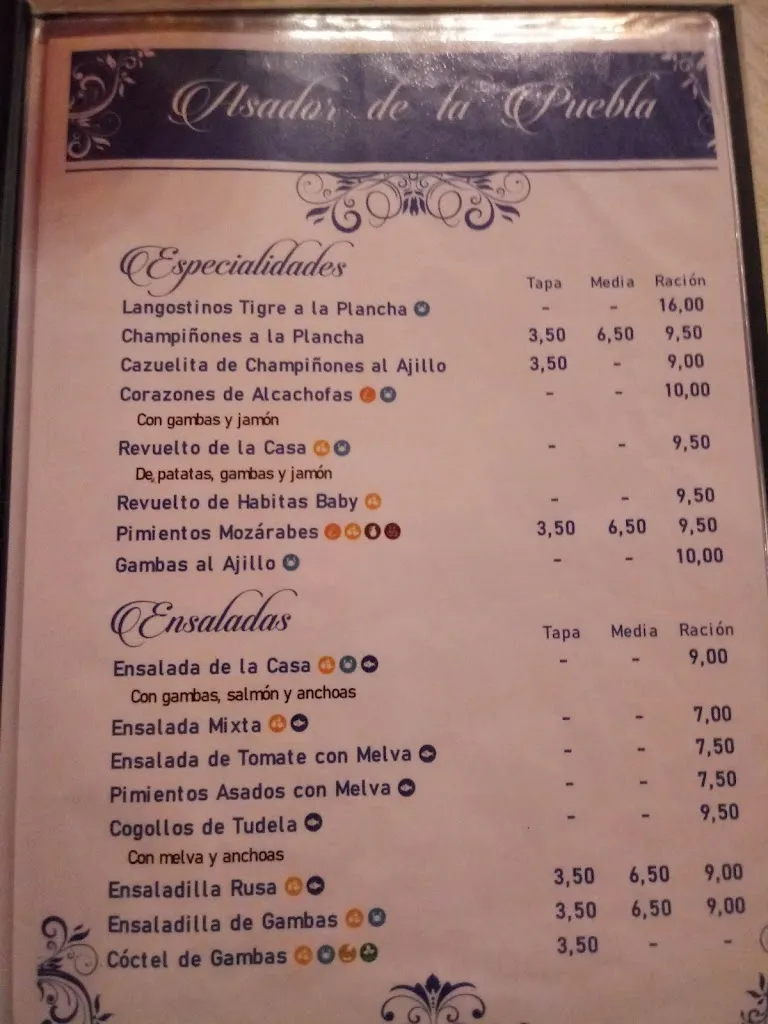 Asador de la Puebla
Especialidades Tapa Media Ración
Langostinos Tigre a la Plancha - - 16,00
Champiñones a la Plancha 3,50 6,50 9,50
Cazuelita de Champiñones al Ajillo 3,50 - 9,00
Corazones de Alcachofas - - 10,00
Con gambas y jamón
Revuelto de la Casa - - 9,50
De patatas, gambas y jamón
Revuelto de Habitas Baby - - 9,50
Pimientos Mozárabes 3,50 6,50 9,50
Gambas al Ajillo - - 10,00
Ensaladas Tapa Media Ración
Ensalada de la Casa - - 9,00
Con gambas, salmón y anchoas
Ensalada Mixta - - 7,00
Ensalada de Tomate con Melva - - 7,50
Pimientos Asados con Melva - - 7,50
Cogollos de Tudela - - 9,50
Con melva y anchoas
Ensaladilla Rusa 3,50 6,50 9,00
Ensaladilla de Gambas 3,50 6,50 9,00
Cóctel de Gambas 3,50 - -